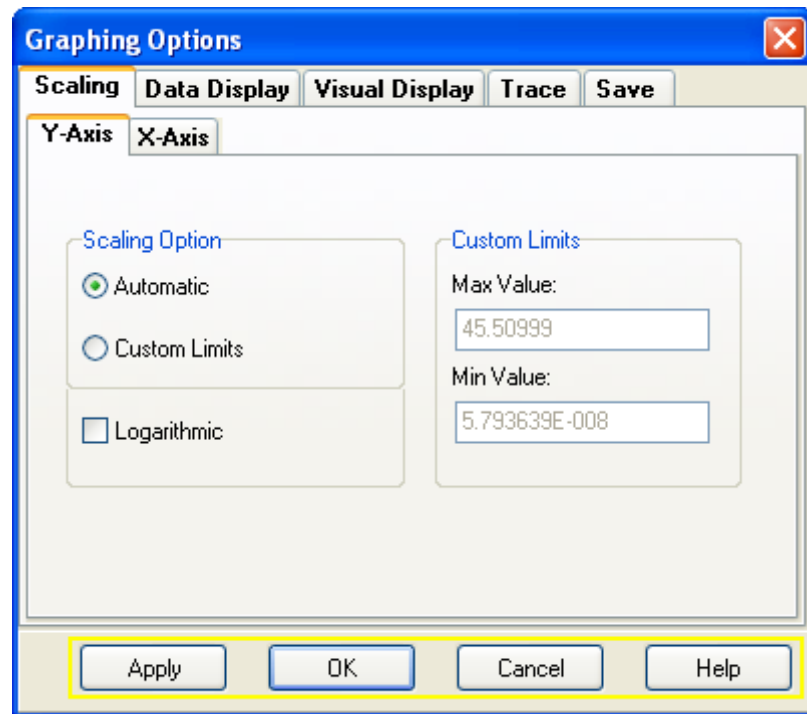 Graphing Options
Scaling Data Display Visual Display Trace Save
Y-Axis X-Axis
Scaling Option
Automatic
Custom Limits
Logarithmic
Custom Limits
Max Value:
45.50999
Min Value:
5.793639E-008
Apply OK Cancel Help